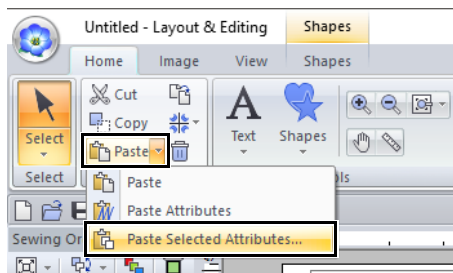 Untitled - Layout & Editing
Shapes
Home
Image
View
Shapes
Select
Cut
Copy
Paste
Text
Shapes
Select
Paste
Paste Attributes
Paste Selected Attributes...
Sewing Or